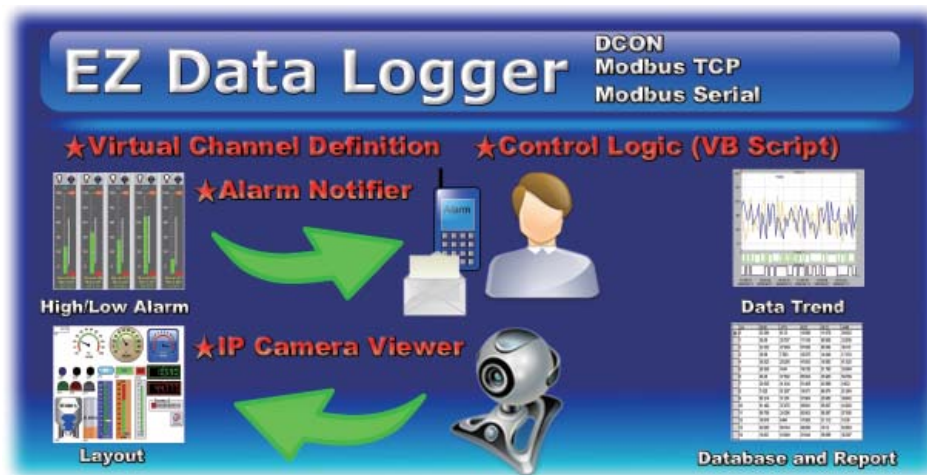 EZ Data Logger
DCON
Modbus TCP
Modbus Serial
★Virtual Channel Definition
★Control Logic (VB Script)
★Alarm Notifier
Alarm
High/Low Alarm
Data Trend
★IP Camera Viewer
Layout
Database and Report